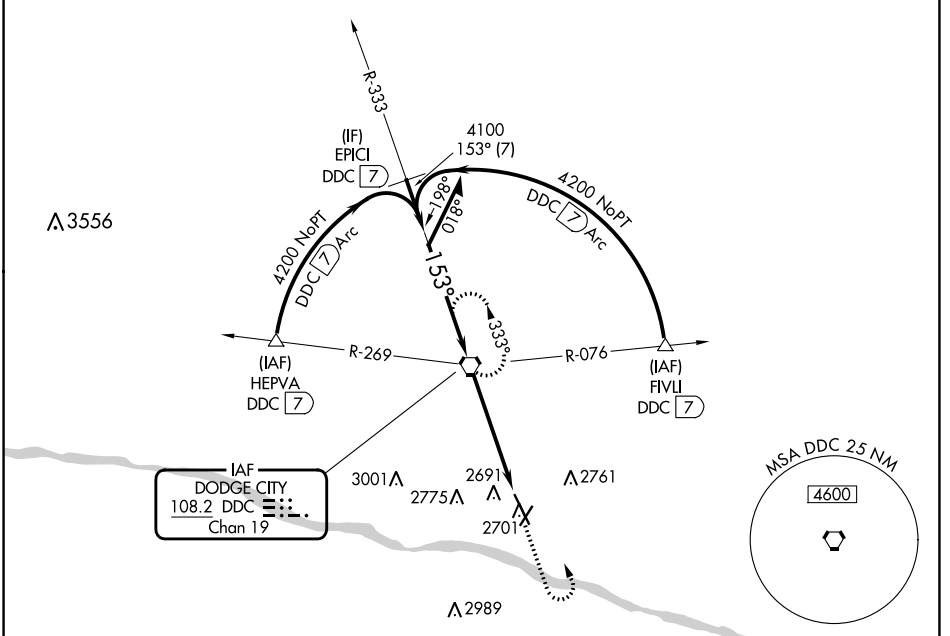 R-333
(IF)
EPICI
DDC 7
4100
153° (7)
4200 NoPT
DDC 7 Arc
4200 NoPT
DDC 7 Arc
198°
018°
3556
153°
333°
R-269
R-076
(IAF)
HEPVA
DDC 7
(IAF)
FIVLI
DDC 7
IAF
DODGE CITY
108.2 DDC
Chan 19
3001
2775
2691
2761
2701
2989
MSA DDC 25 NM
4600